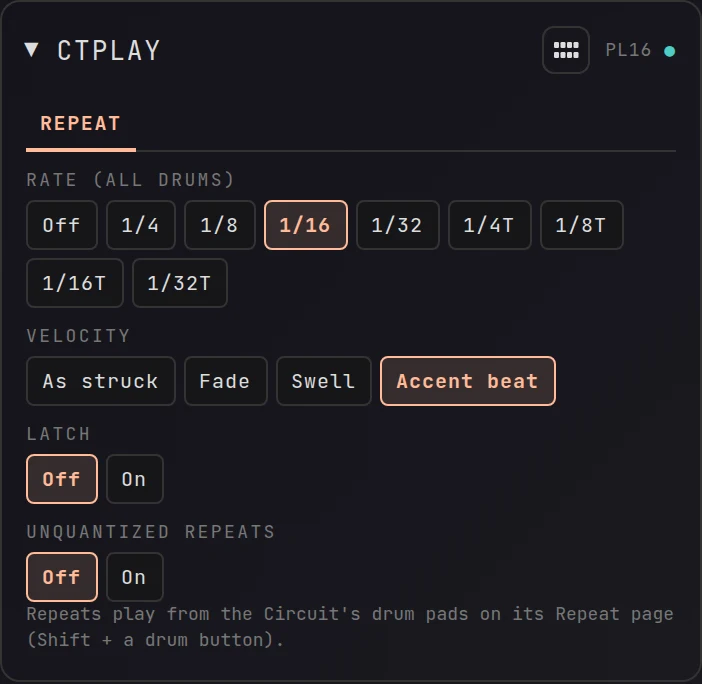 ▼ CTPLAY PL16
REPEAT
RATE (ALL DRUMS)
Off 1/4 1/8 1/16 1/32 1/4T 1/8T
1/16T 1/32T
VELOCITY
As struck Fade Swell Accent beat
LATCH
Off On
UNQUANTIZED REPEATS
Off On
Repeats play from the Circuit's drum pads on its Repeat page
(Shift + a drum button).